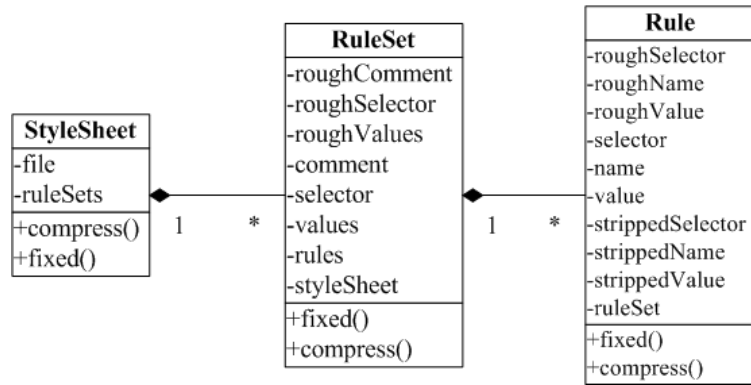 StyleSheet
-file
-ruleSets
+compress()
+fixed()
1
*
RuleSet
-roughComment
-roughSelector
-roughValues
-comment
-selector
-values
-rules
-styleSheet
+fixed()
+compress()
1
*
Rule
-roughSelector
-roughName
-roughValue
-selector
-name
-value
-strippedSelector
-strippedName
-strippedValue
-ruleSet
+fixed()
+compress()